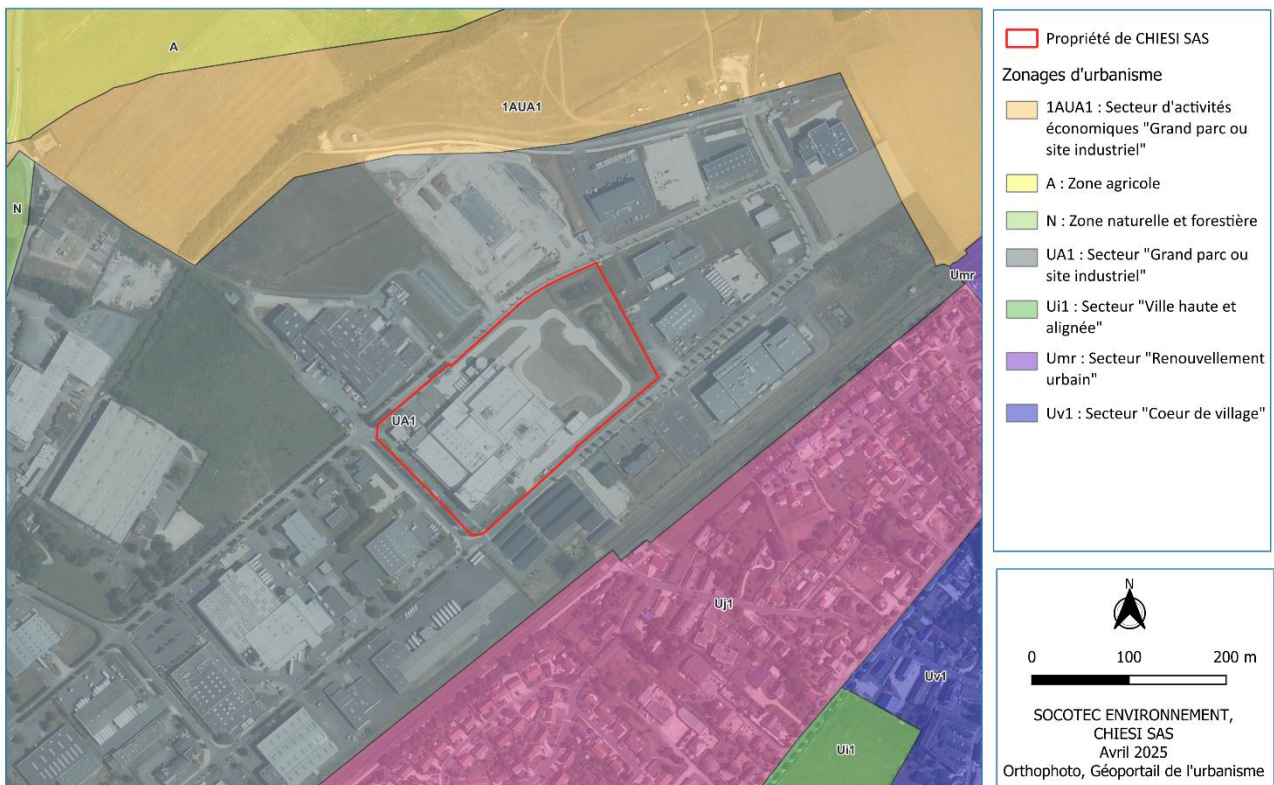 A
1AUA1
N
Umr
UA1
Uj1
Uv1
Ui1
Propriété de CHIESI SAS
Zonages d'urbanisme
1AUA1 : Secteur d'activités
économiques "Grand parc ou
site industriel"
A : Zone agricole
N : Zone naturelle et forestière
UA1 : Secteur "Grand parc ou
site industriel"
Ui1 : Secteur "Ville haute et
alignée"
Umr : Secteur "Renouvellement
urbain"
Uv1 : Secteur "Coeur de village"
N
0 100 200 m
SOCOTEC ENVIRONNEMENT,
CHIESI SAS
Avril 2025
Orthophoto, Géoportail de l'urbanisme